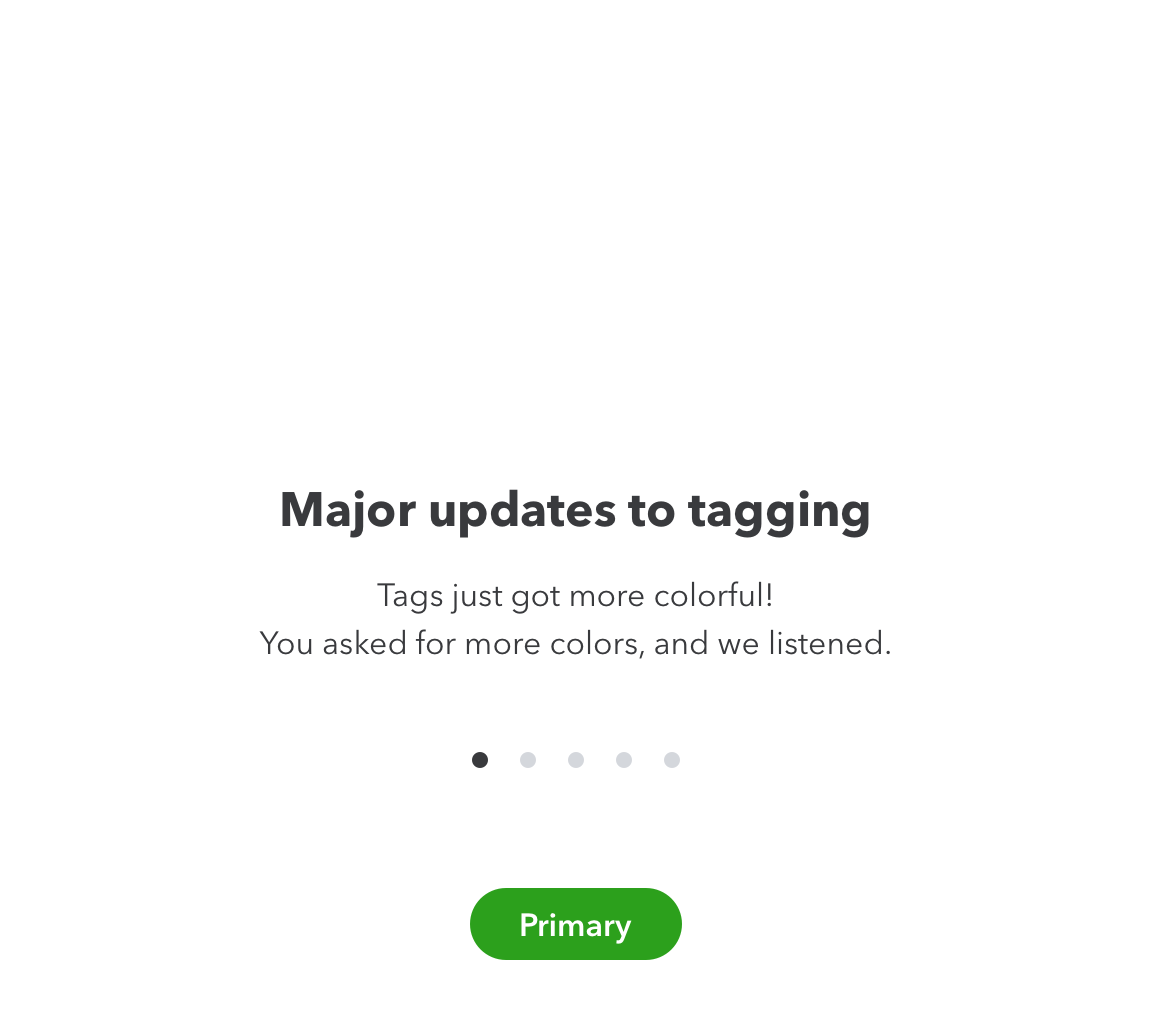 Major updates to tagging
Tags just got more colorful!
You asked for more colors, and we listened.
Primary